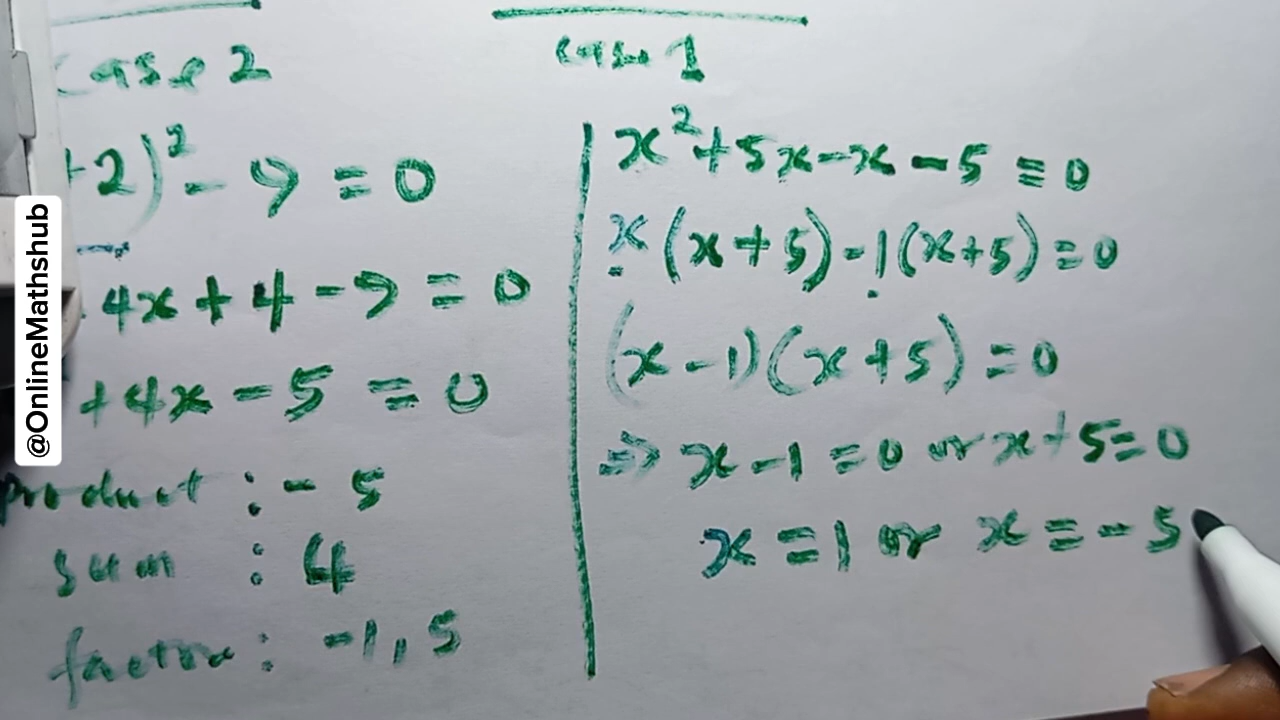 Case 2
+2)² - 9 = 0
4x + 4 - 9 = 0
+ 4x - 5 = 0
product : - 5
sum : 4
factor : -1, 5
Case 1
x² + 5x - x - 5 = 0
x(x + 5) - 1(x + 5) = 0
(x - 1)(x + 5) = 0
⇒ x - 1 = 0 or x + 5 = 0
x = 1 or x = - 5
@OnlineMathshub